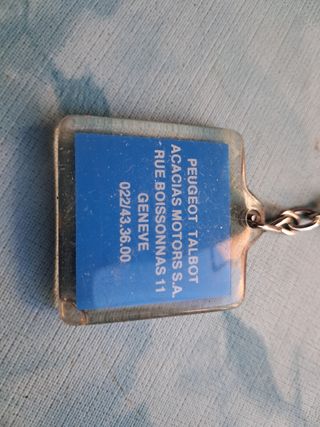 PEUGEOT TALBOT
ACACIAS MOTORS S.A.
RUE BOISSONNAS 11
GENEVE
022/43.36.00